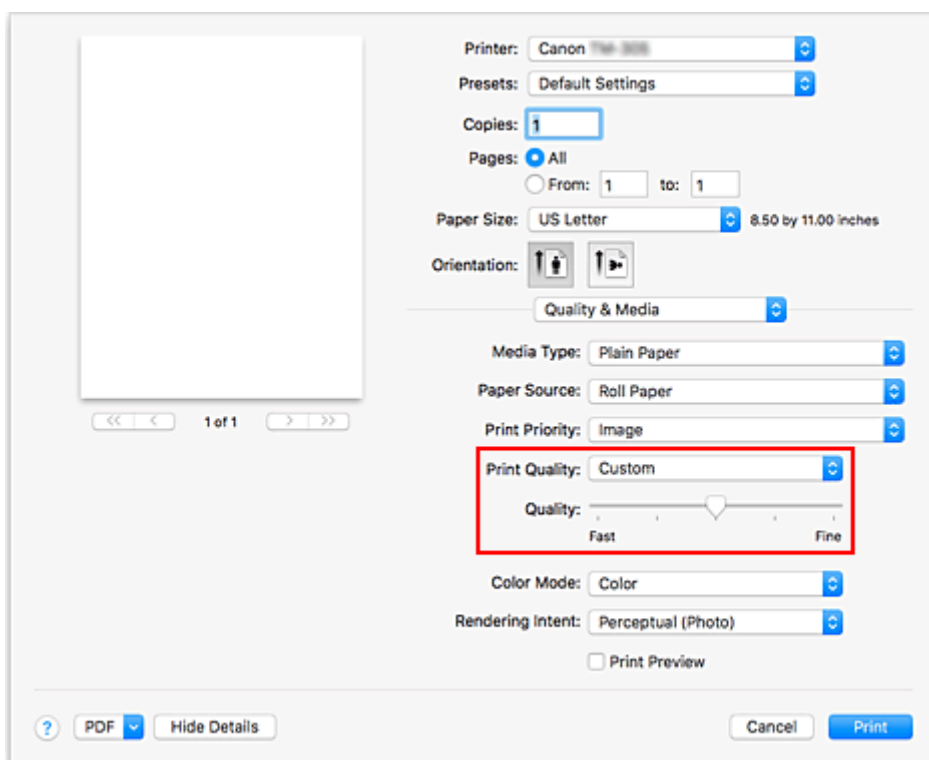 Printer: Canon
Presets: Default Settings
Copies: 1
Pages: All
From: 1 to: 1
Paper Size: US Letter 8.50 by 11.00 inches
Orientation:
Quality & Media
Media Type: Plain Paper
Paper Source: Roll Paper
<< < 1 of 1 > >>
Print Priority: Image
Print Quality: Custom
Quality:
Fast Fine
Color Mode: Color
Rendering Intent: Perceptual (Photo)
Print Preview
? PDF Hide Details Cancel Print